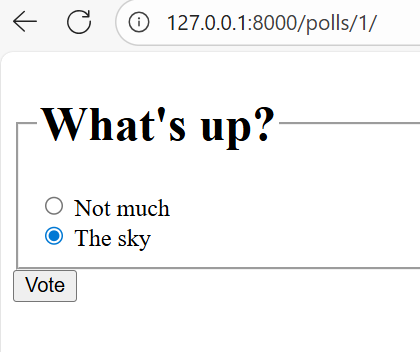 127.0.0.1:8000/polls/1/
What's up?
Not much
The sky
Vote